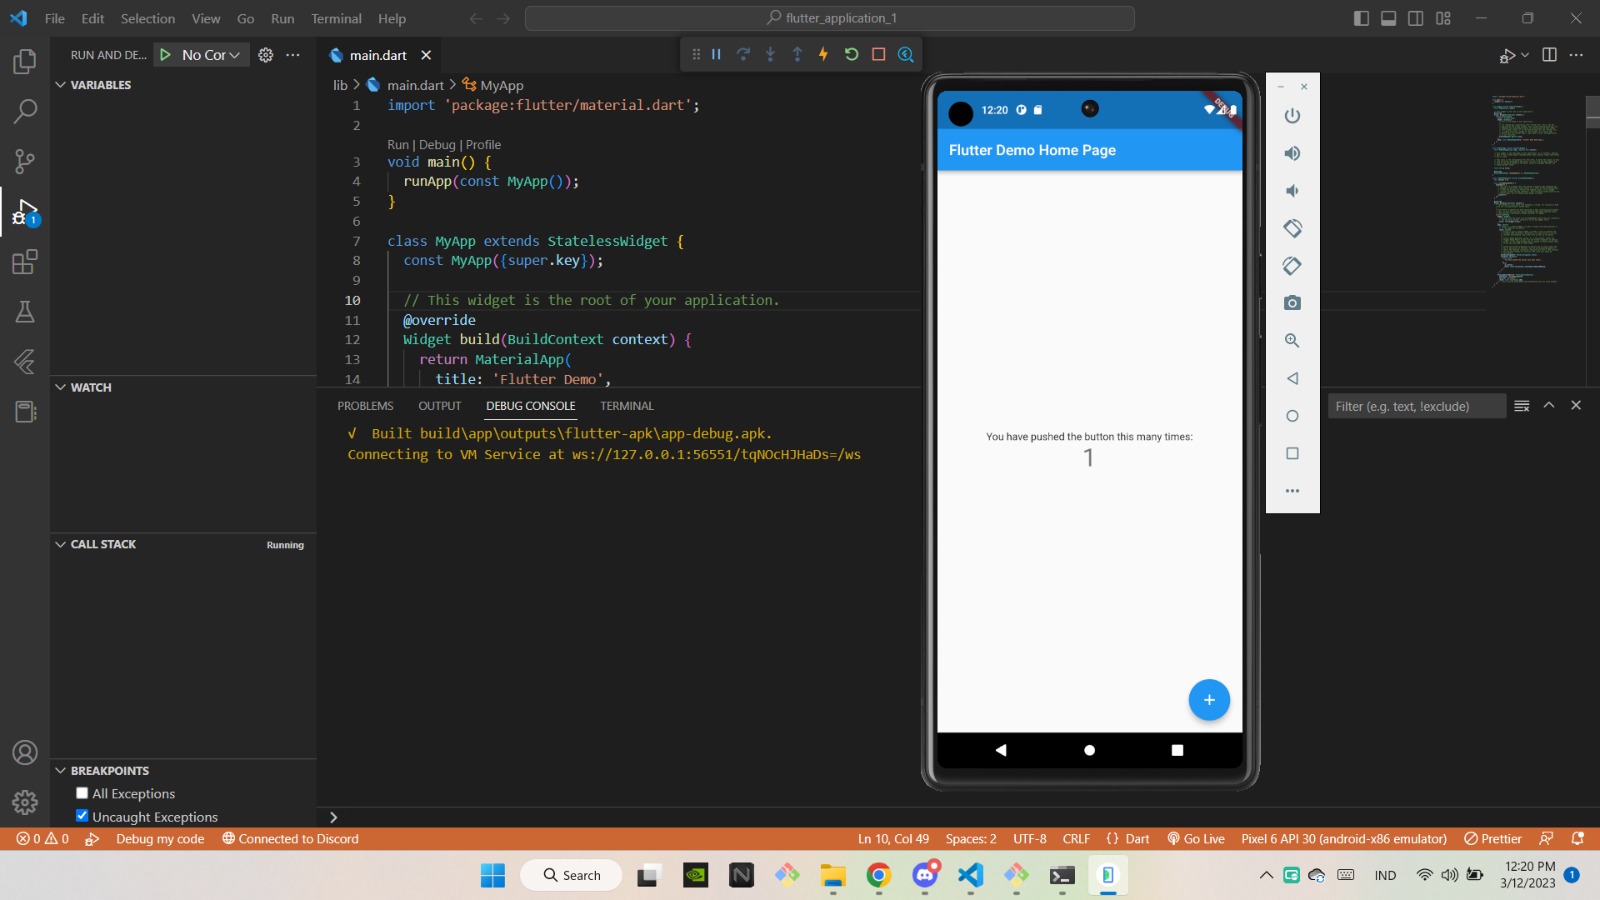 File Edit Selection View Go Run Terminal Help
flutter_application_1
RUN AND DE... No Cor
main.dart
lib > main.dart > MyApp
VARIABLES
WATCH
CALL STACK Running
BREAKPOINTS
All Exceptions
Uncaught Exceptions
1
1 import 'package:flutter/material.dart';
2
Run | Debug | Profile
3 void main() {
4 runApp(const MyApp());
5 }
6
7 class MyApp extends StatelessWidget {
8 const MyApp({super.key});
9
10 // This widget is the root of your application.
11 @override
12 Widget build(BuildContext context) {
13 return MaterialApp(
14 title: 'Flutter Demo',
PROBLEMS OUTPUT DEBUG CONSOLE TERMINAL
Filter (e.g. text, !exclude)
√ Built build\app\outputs\flutter-apk\app-debug.apk.
Connecting to VM Service at ws://127.0.0.1:56551/tqNOcHJHaDs=/ws
12:20
DEBUG
Flutter Demo Home Page
You have pushed the button this many times:
1
0 0 Debug my code Connected to Discord
Ln 10, Col 49 Spaces: 2 UTF-8 CRLF {} Dart Go Live Pixel 6 API 30 (android-x86 emulator) Prettier
Search
IND
12:20 PM
3/12/2023
1